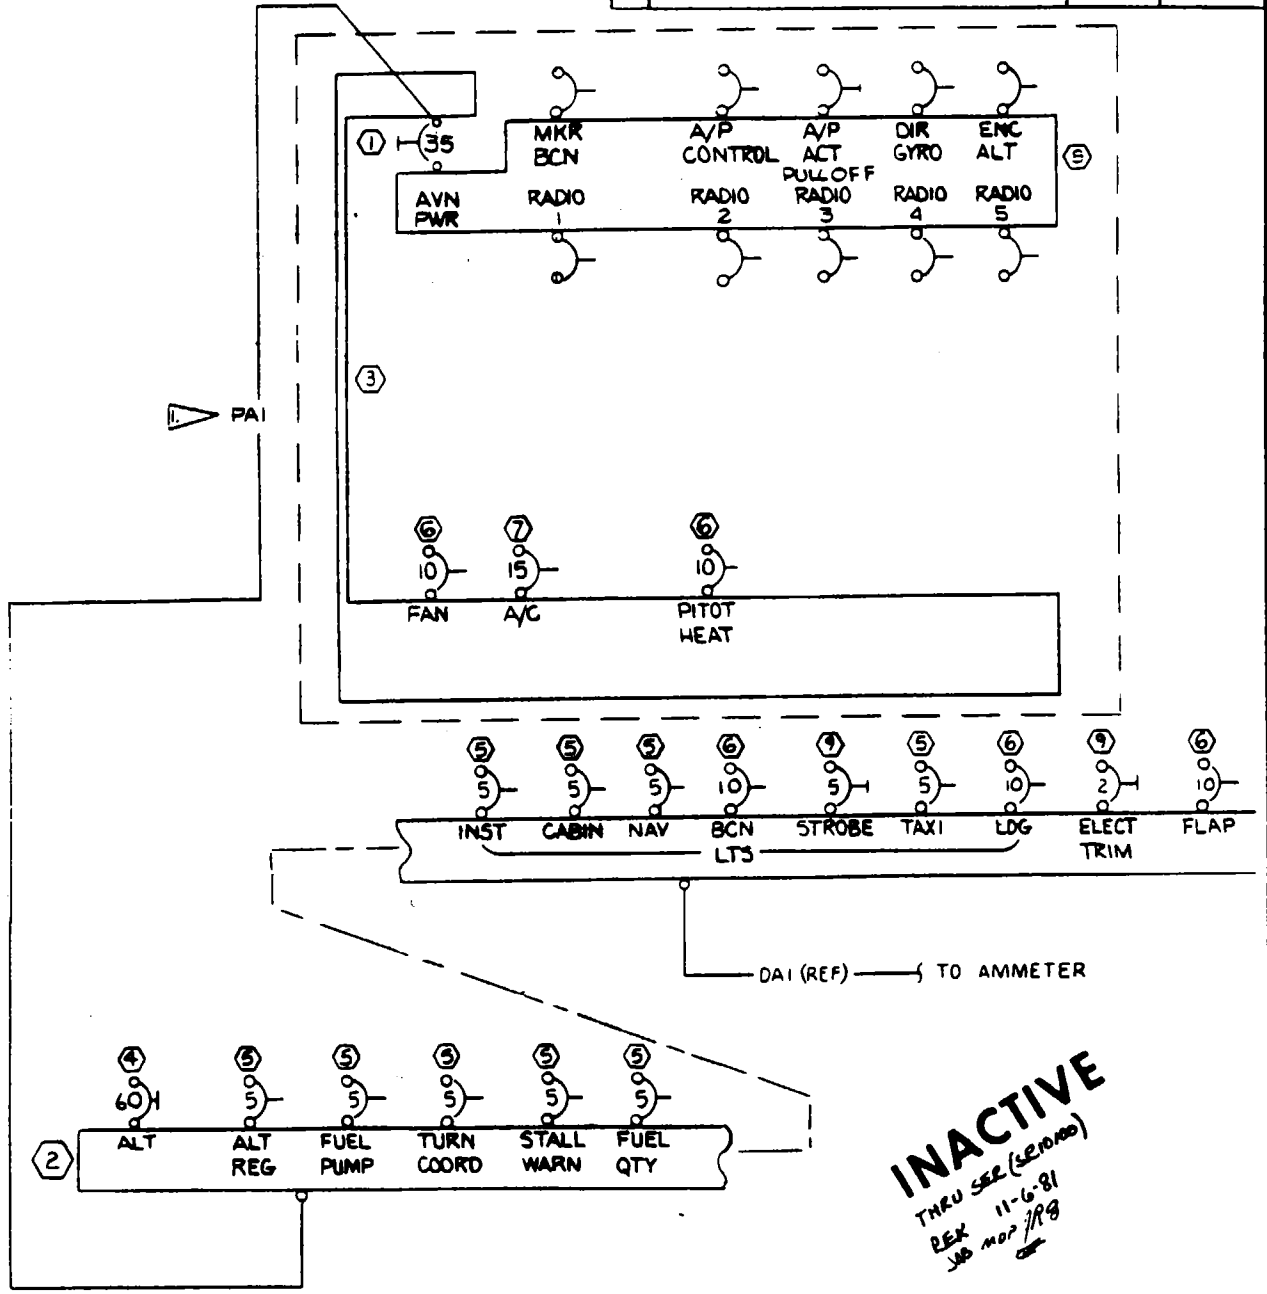 MKR A/P A/P DIR ENC
1 35
BCN CONTROL ACT GYRO ALT 5
PULL OFF
AVN RADIO RADIO RADIO RADIO RADIO
PWR 1 2 3 4 5
3
1. PA1
6 7 6
10 15 10
FAN A/C PITOT
HEAT
5 5 5 6 9 5 6 9 6
5 5 5 10 5 5 10 2 10
INST CABIN NAV BCN STROBE TAXI LDG ELECT FLAP
LTS TRIM
DA1 (REF) TO AMMETER
4 5 5 5 5 5
60 5 5 5 5 5
2 ALT ALT FUEL TURN STALL FUEL
REG PUMP COORD WARN QTY
INACTIVE
THRU SER
REK 11-6-81